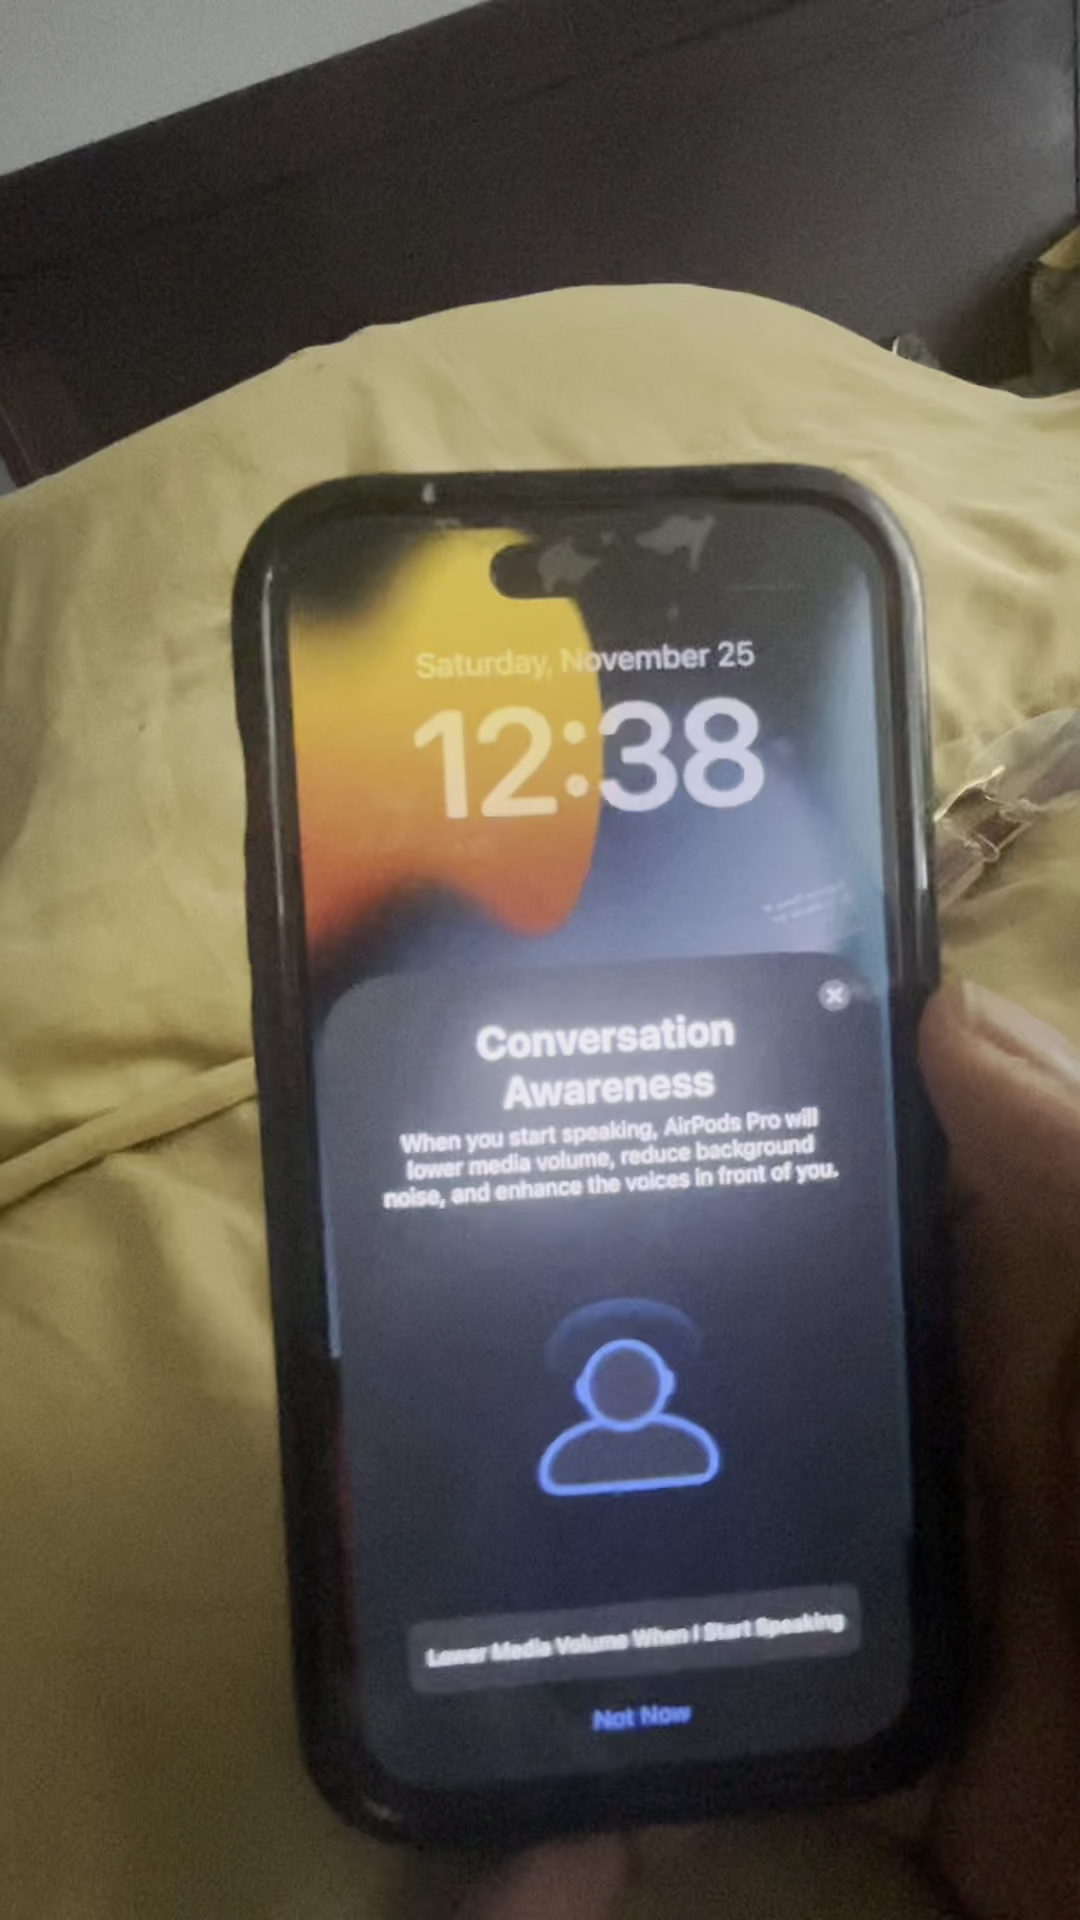 Saturday, November 25
12:38
Conversation
Awareness
When you start speaking, AirPods Pro will
lower media volume, reduce background
noise, and enhance the voices in front of you.
Lower Media Volume When I Start Speaking
Not Now